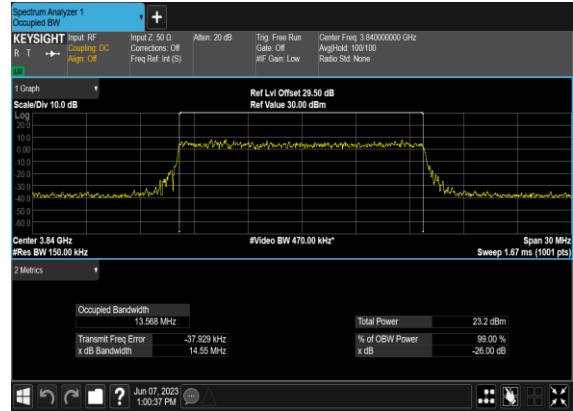 Spectrum Analyzer 1
Occupied BW
KEYSIGHT
R T
LXI
Input: RF
Coupling: DC
Align: Off
Input Z: 50 Ω
Corrections: Off
Freq Ref: Int (S)
Atten: 20 dB
Trig: Free Run
Gate: Off
#IF Gain: Low
Center Freq: 3.840000000 GHz
Avg|Hold: 100/100
Radio Std: None
1 Graph
Scale/Div 10.0 dB
Ref Lvl Offset 29.50 dB
Ref Value 30.00 dBm
Log
20.0
10.0
0.00
-10.0
-20.0
-30.0
-40.0
-50.0
-60.0
Center 3.84 GHz
#Res BW 150.00 kHz
#Video BW 470.00 kHz*
Span 30 MHz
Sweep 1.67 ms (1001 pts)
2 Metrics
Occupied Bandwidth
13.568 MHz
Total Power 23.2 dBm
Transmit Freq Error -37.929 kHz
% of OBW Power 99.00 %
x dB Bandwidth 14.55 MHz
x dB -26.00 dB
?
Jun 07, 2023
1:00:37 PM